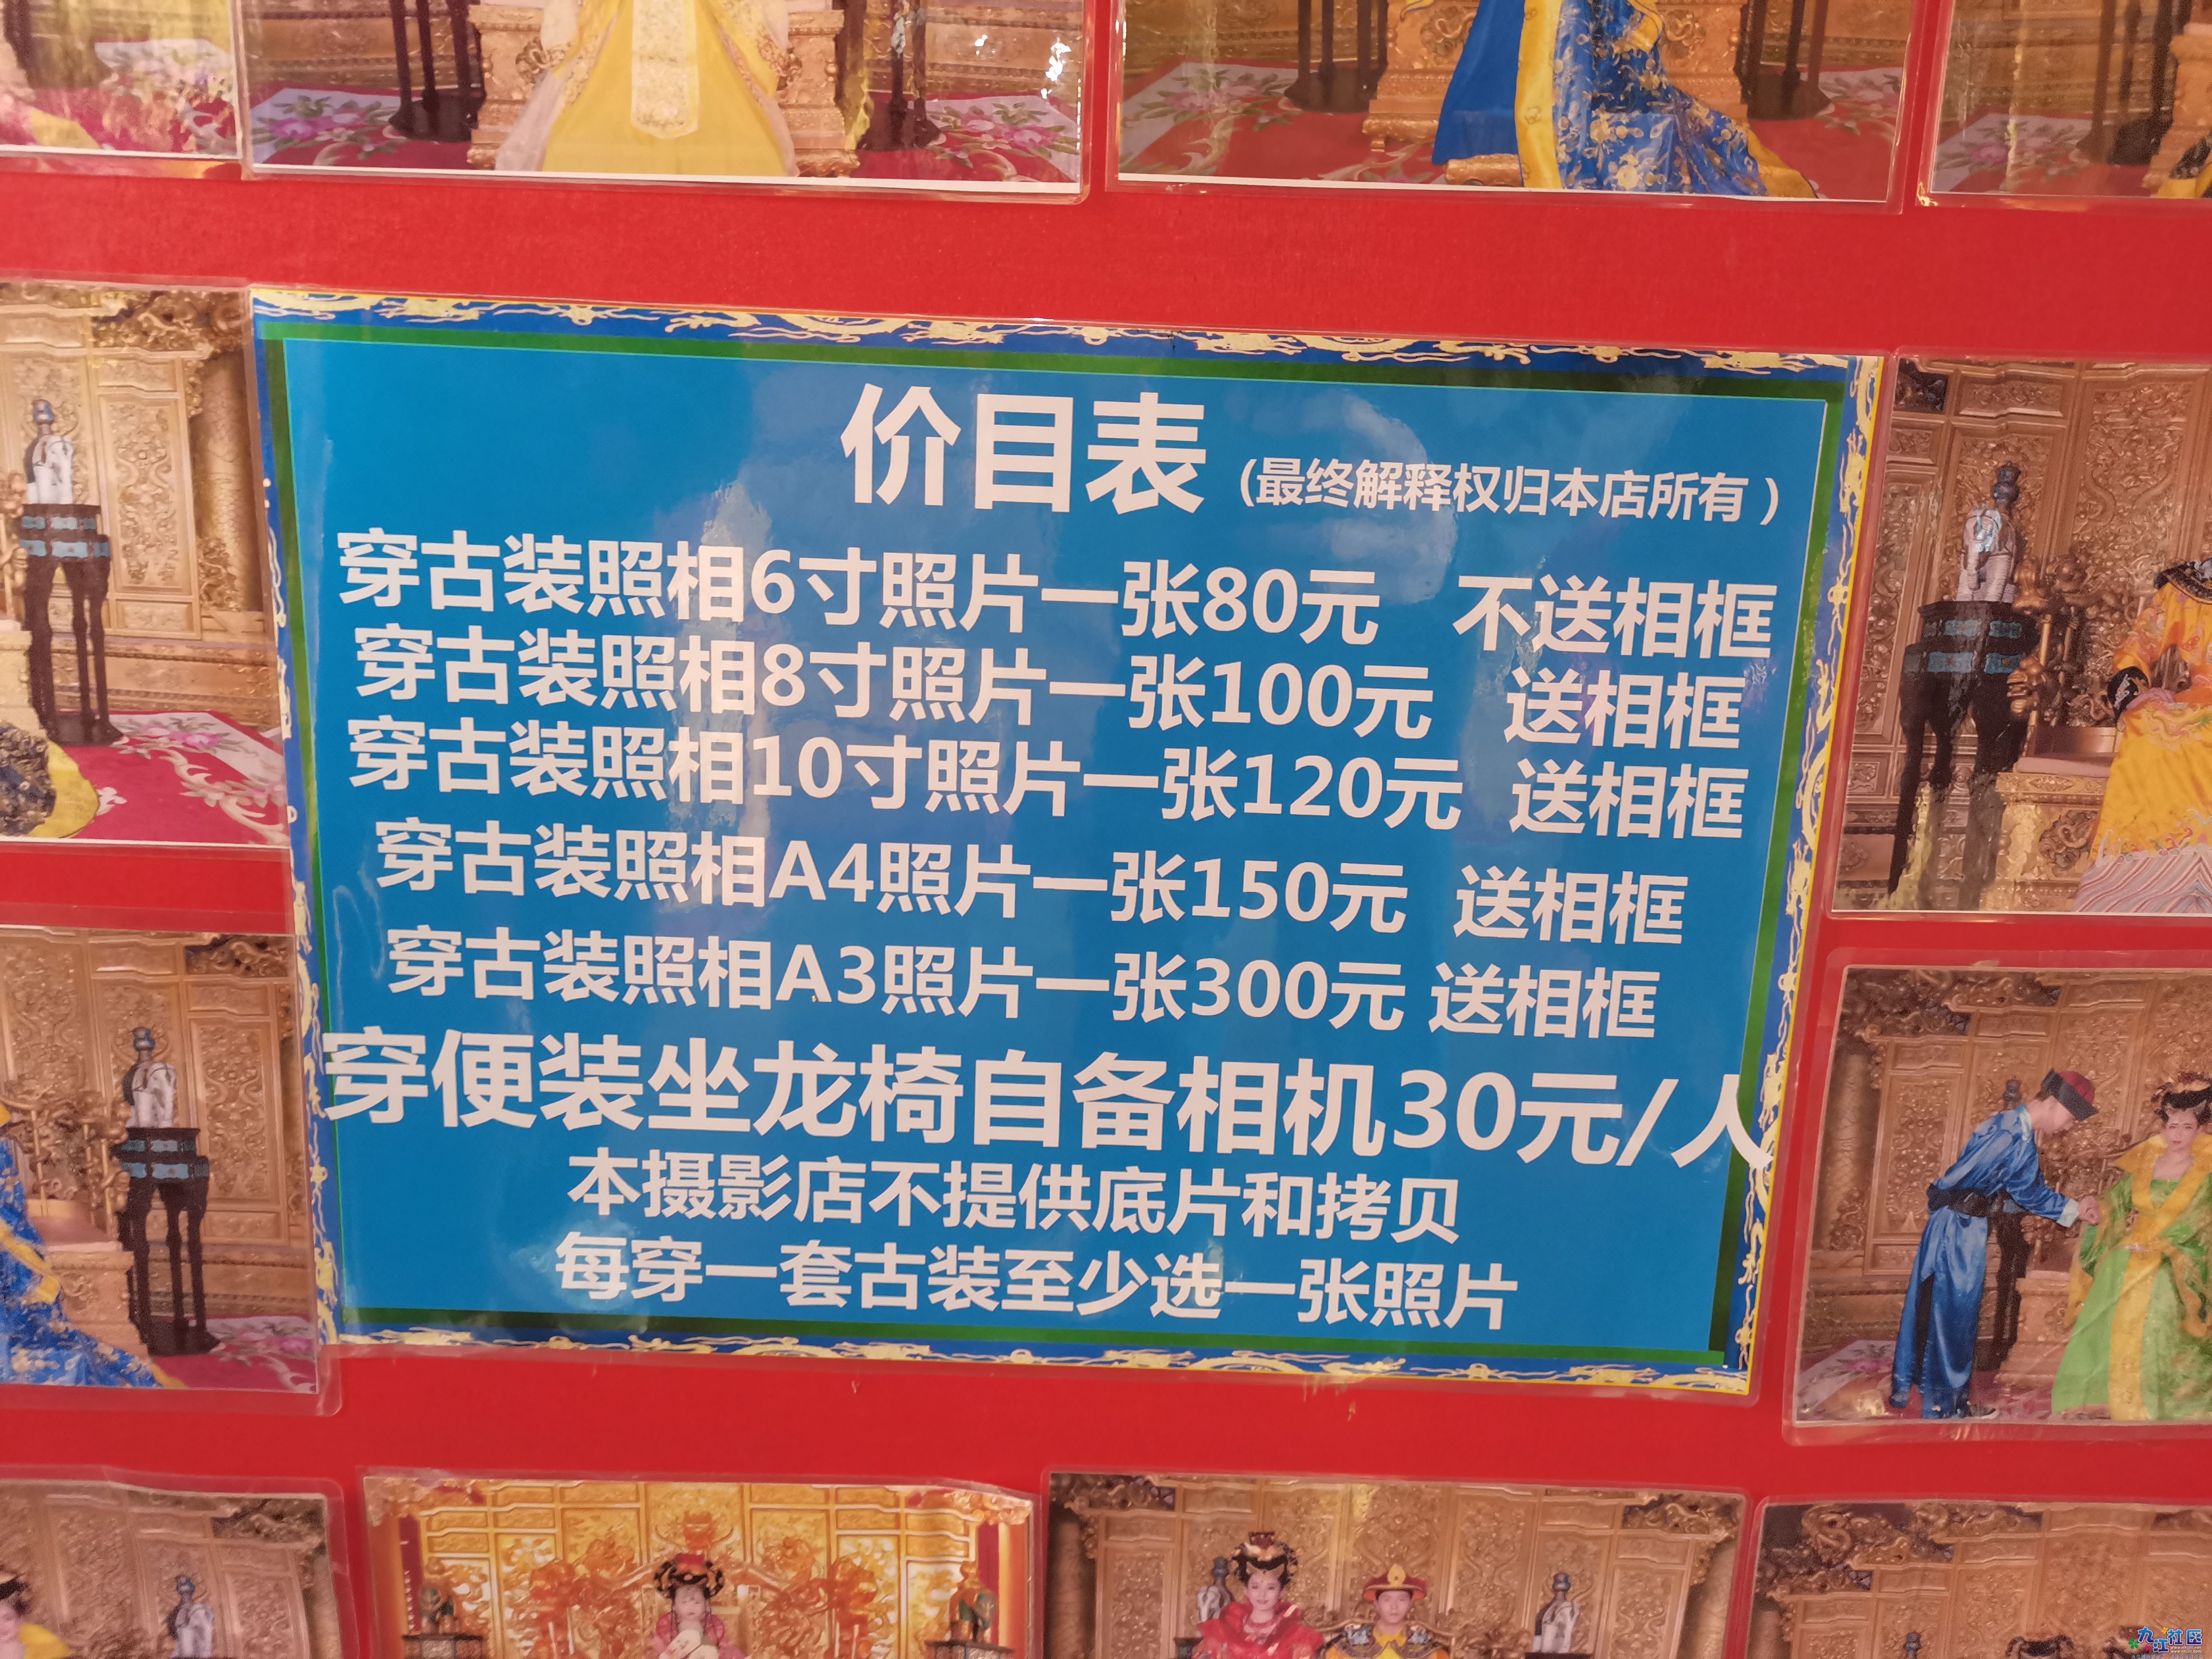 价目表 (最终解释权归本店所有）
穿古装照相6寸照片一张80元 不送相框
穿古装照相8寸照片一张100元 送相框
穿古装照相10寸照片一张120元 送相框
穿古装照相A4照片一张150元 送相框
穿古装照相A3照片一张300元 送相框
穿便装坐龙椅自备相机30元/人
本摄影店不提供底片和拷贝
每穿一套古装至少选一张照片
九江社区